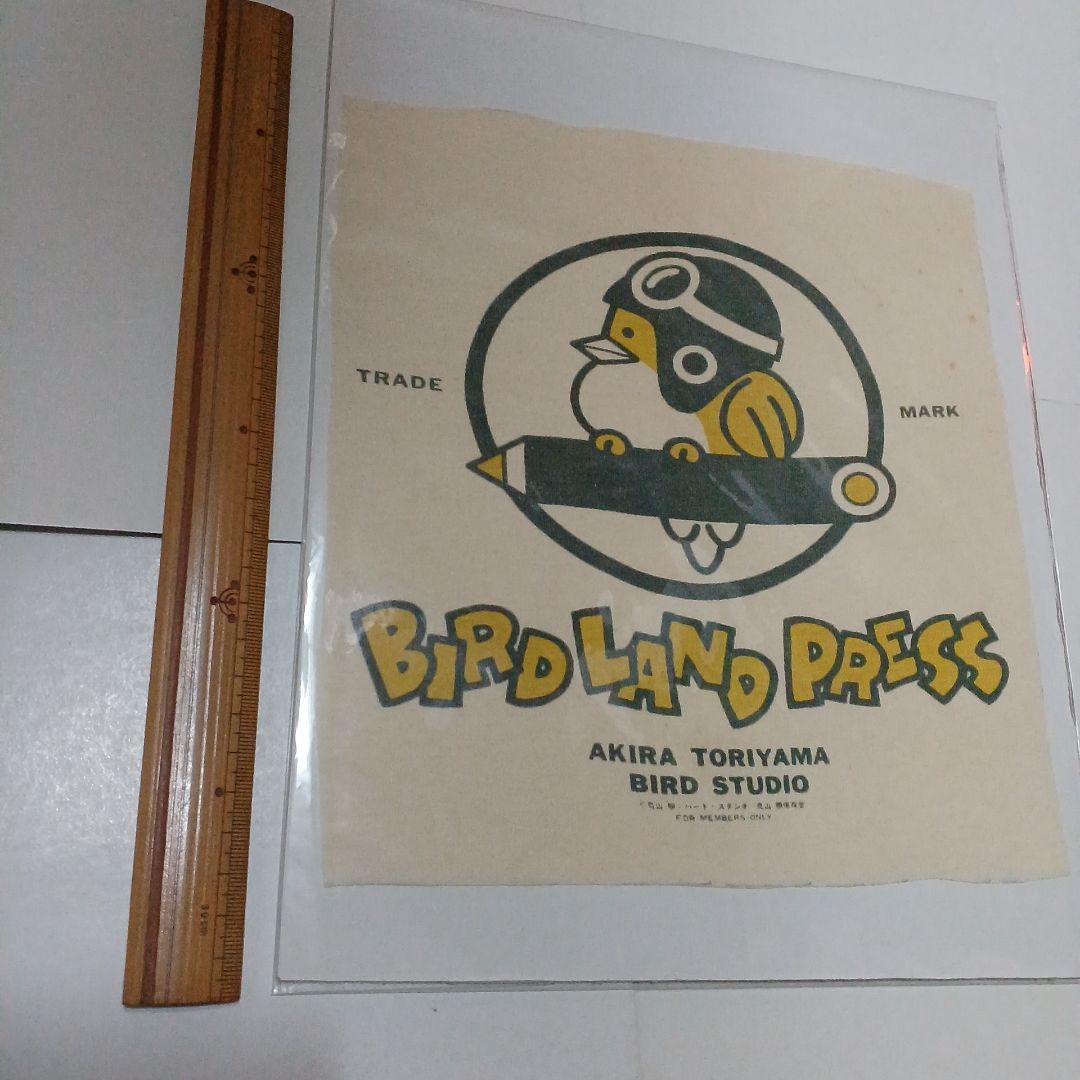 TRADE
MARK
BIRD LAND PRESS
AKIRA TORIYAMA
BIRD STUDIO
FOR MEMBERS ONLY